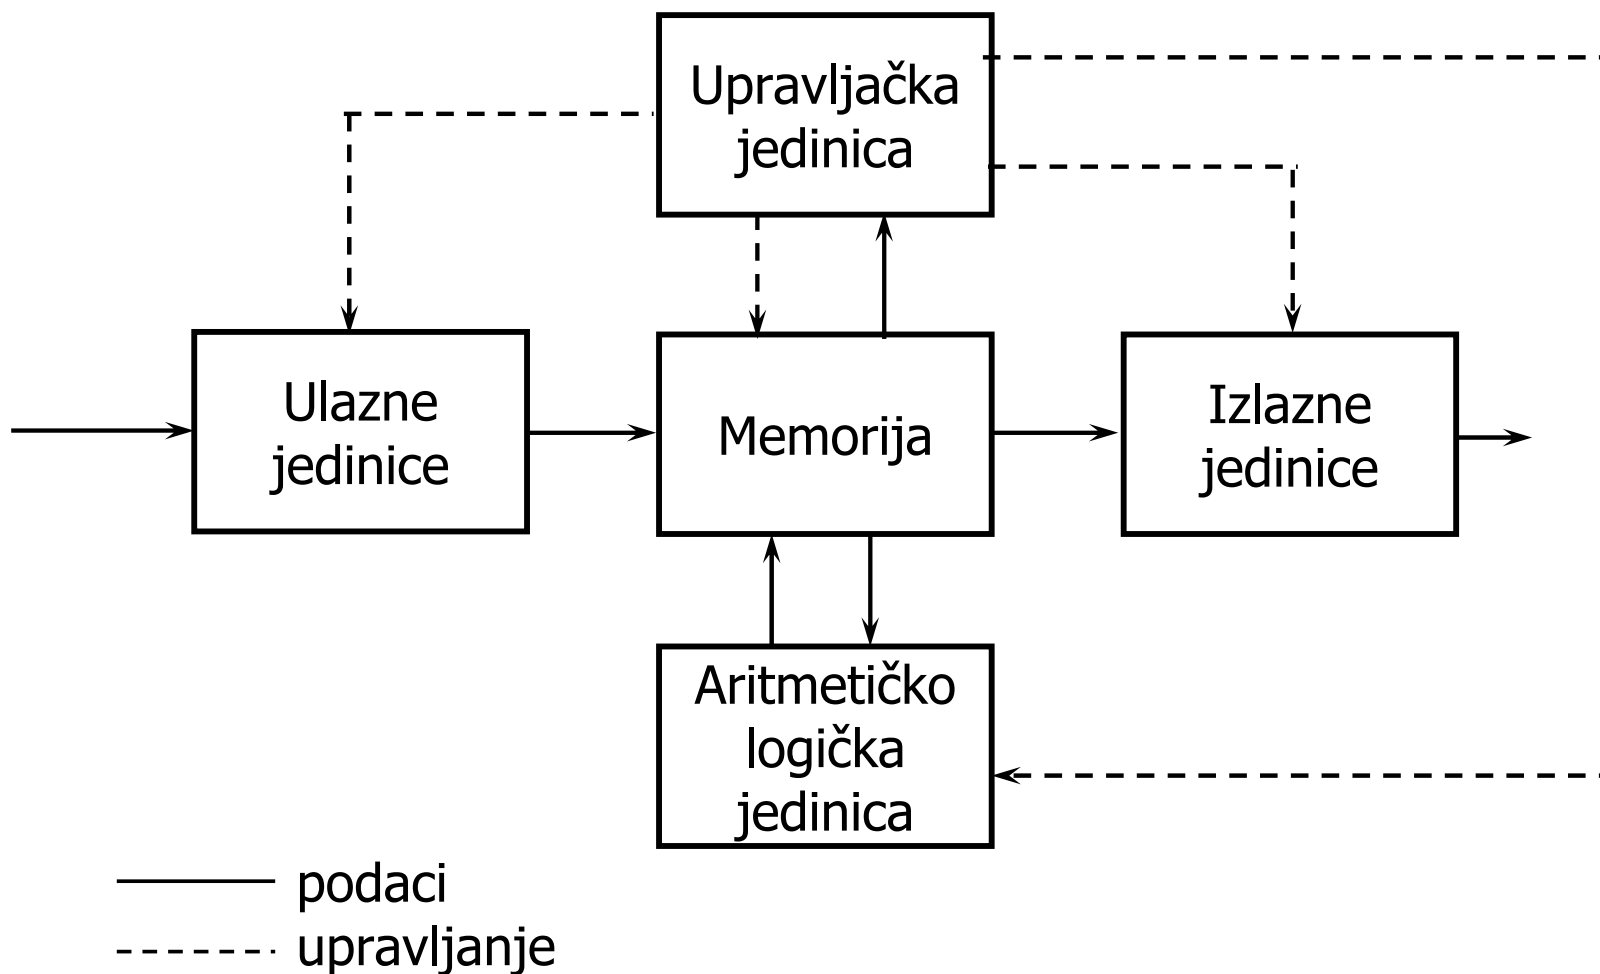 Upravljačka
jedinica
Ulazne
jedinice
Memorija
Izlazne
jedinice
Aritmetičko
logička
jedinica
podaci
upravljanje